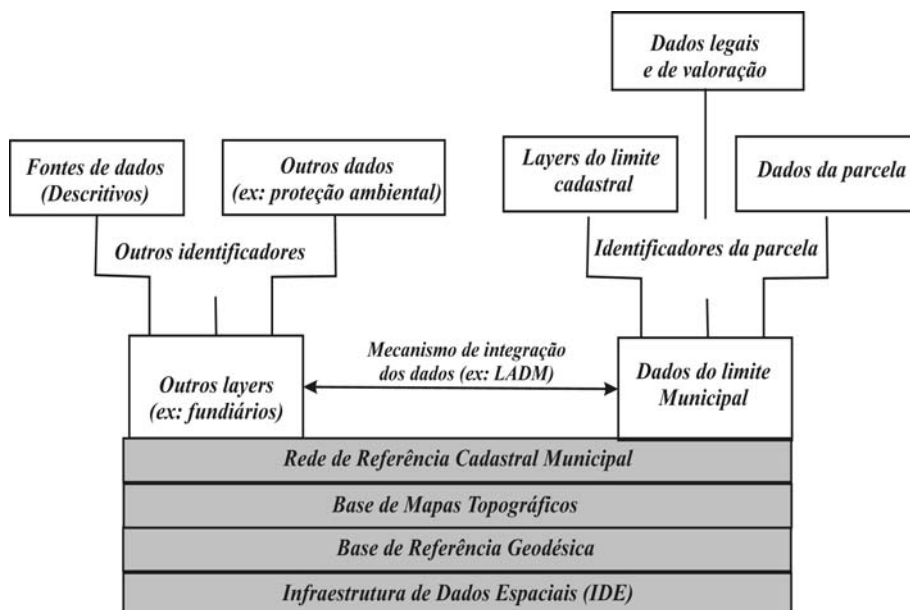 Dados legais
e de valoração
Fontes de dados
(Descritivos)
Outros dados
(ex: proteção ambiental)
Layers do limite
cadastral
Dados da parcela
Outros identificadores
Identificadores da parcela
Outros layers
(ex: fundiários)
Mecanismo de integração
dos dados (ex: LADM)
Dados do limite
Municipal
Rede de Referência Cadastral Municipal
Base de Mapas Topográficos
Base de Referência Geodésica
Infraestrutura de Dados Espaciais (IDE)